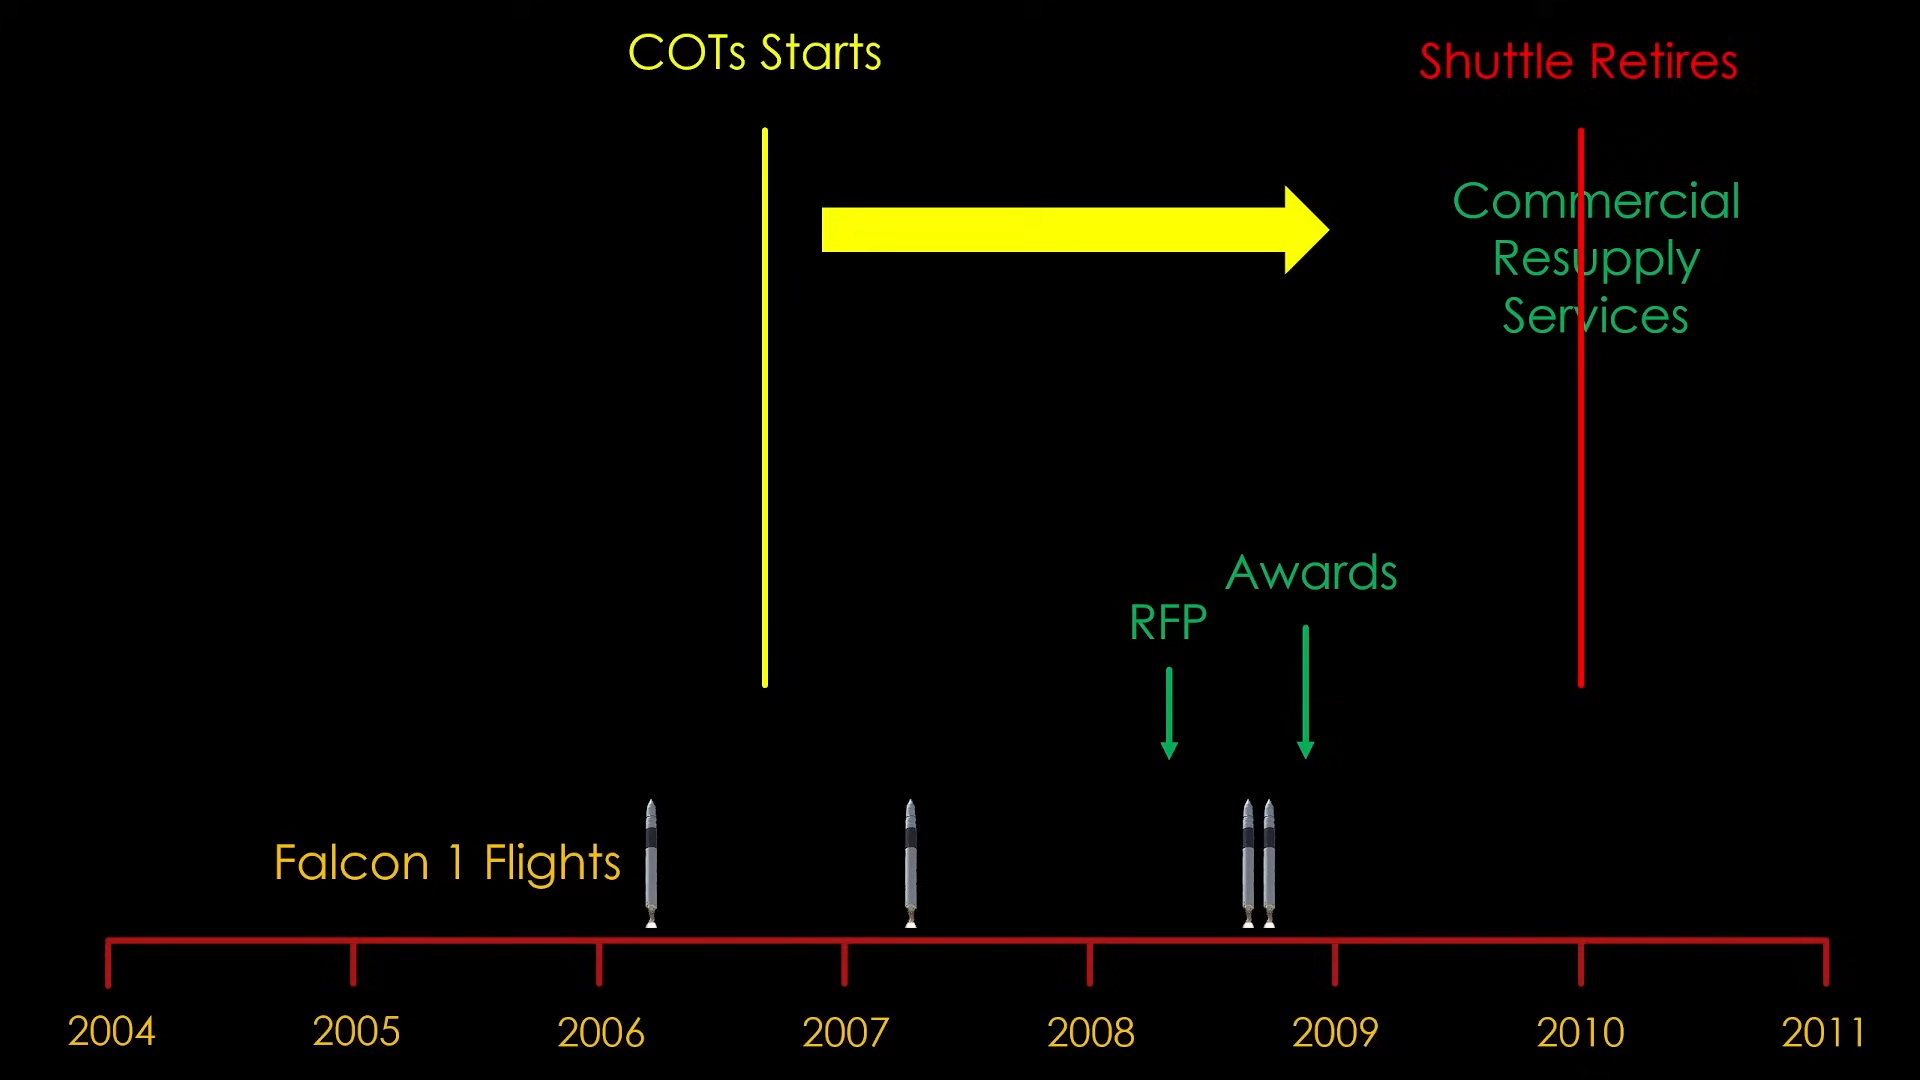 COTs Starts
Shuttle Retires
Commercial
Resupply
Services
Awards
RFP
Falcon 1 Flights
2004 2005 2006 2007 2008 2009 2010 2011